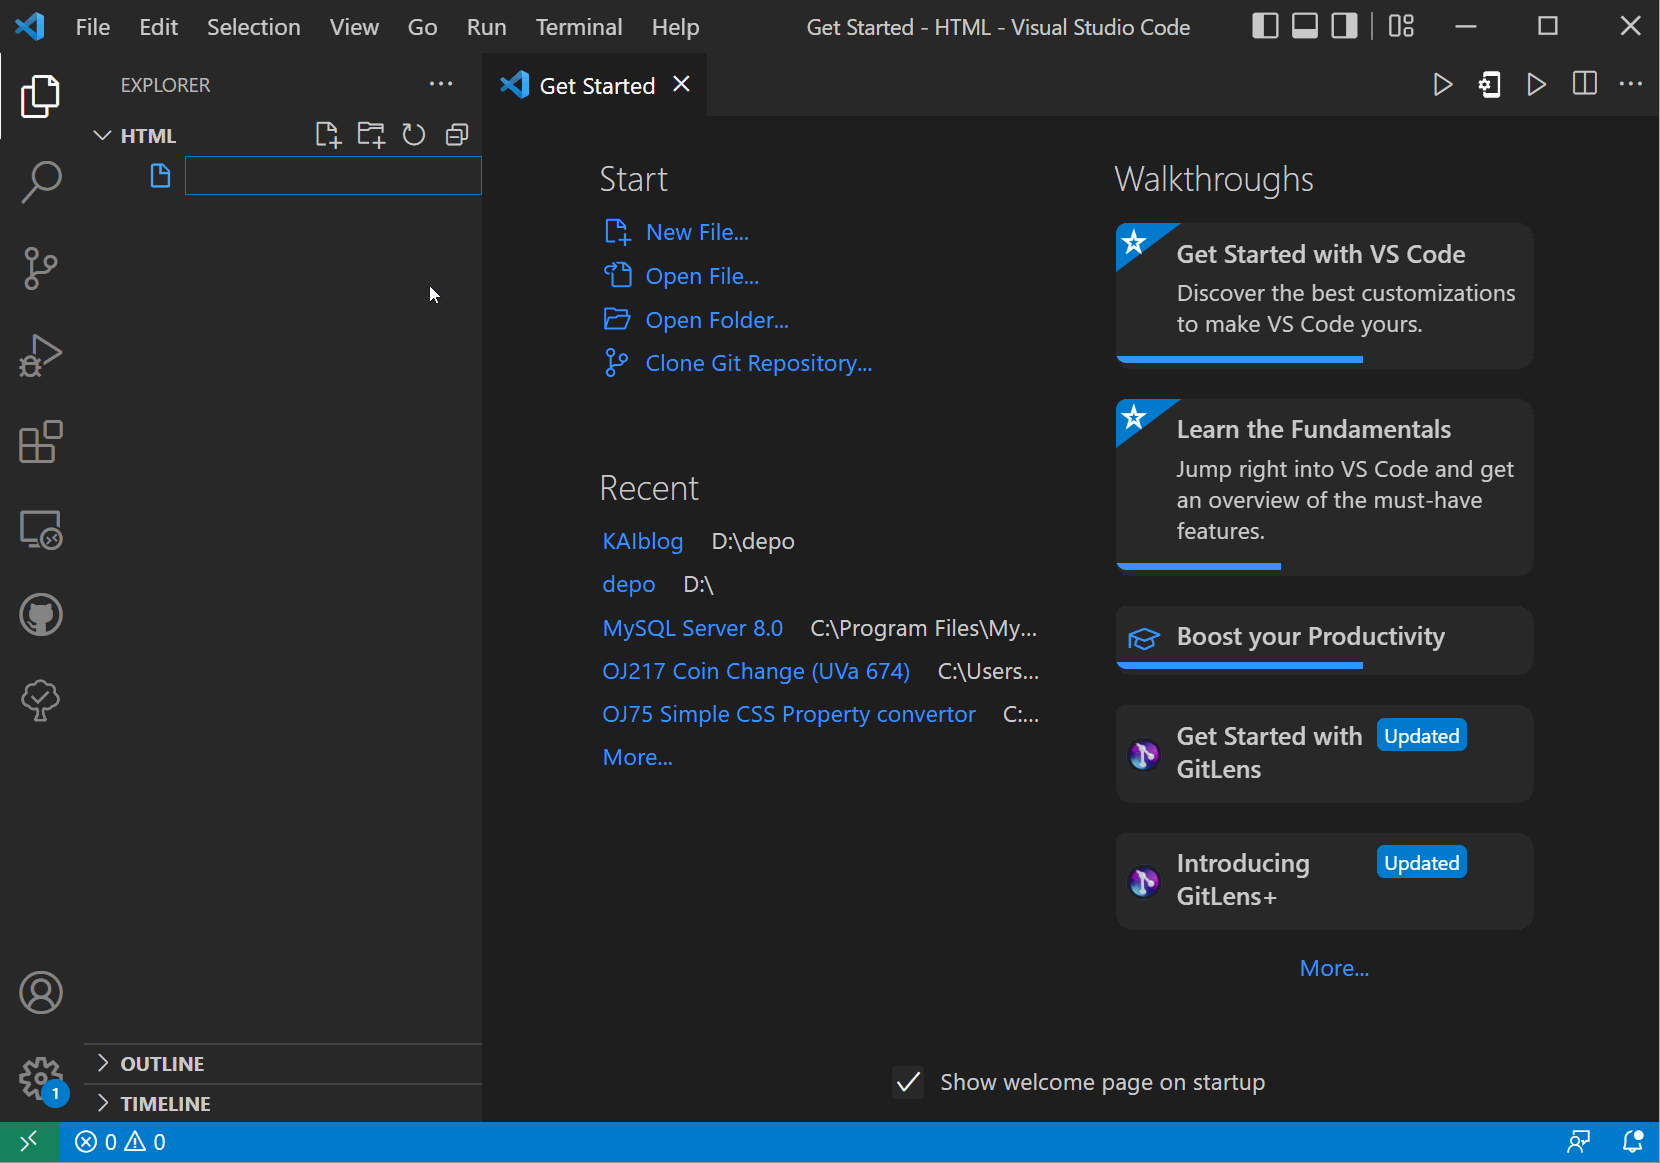 File Edit Selection View Go Run Terminal Help
Get Started - HTML - Visual Studio Code
EXPLORER
HTML
Get Started
Start
New File...
Open File...
Open Folder...
Clone Git Repository...
Recent
KAIblog D:\depo
depo D:\
MySQL Server 8.0 C:\Program Files\My...
OJ217 Coin Change (UVa 674) C:\Users...
OJ75 Simple CSS Property convertor C:...
More...
Walkthroughs
Get Started with VS Code
Discover the best customizations
to make VS Code yours.
Learn the Fundamentals
Jump right into VS Code and get
an overview of the must-have
features.
Boost your Productivity
Get Started with Updated
GitLens
Introducing Updated
GitLens+
More...
Show welcome page on startup
OUTLINE
TIMELINE
1
0 0